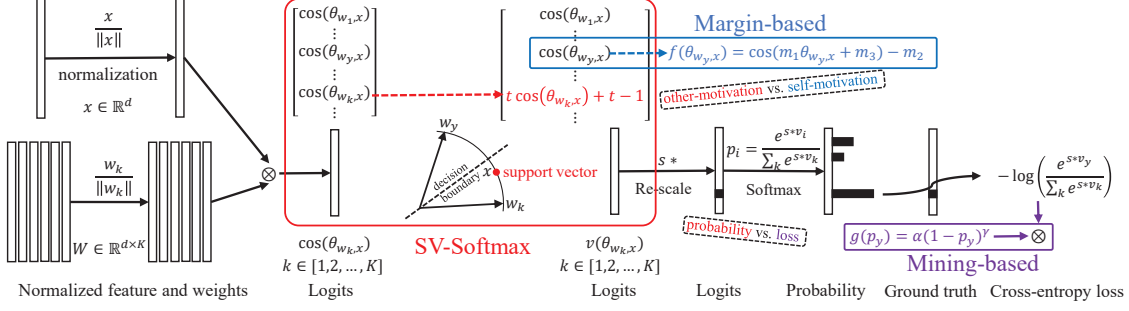 x / ‖x‖
normalization
x ∈ ℝ^d
w_k / ‖w_k‖
W ∈ ℝ^{d×K}
Normalized feature and weights
⊗
cos(θ_{w_1,x})
⋮
cos(θ_{w_y,x})
⋮
cos(θ_{w_k,x})
⋮
cos(θ_{w_1,x})
⋮
cos(θ_{w_y,x})
⋮
t cos(θ_{w_k,x}) + t − 1
⋮
Margin-based
f(θ_{w_y,x}) = cos(m_1θ_{w_y,x} + m_3) − m_2
other-motivation vs. self-motivation
w_y
decision
boundary
x
support vector
w_k
SV-Softmax
cos(θ_{w_k,x})
k ∈ [1,2, …, K]
Logits
v(θ_{w_k,x})
k ∈ [1,2, …, K]
Logits
s ∗
Re-scale
p_i = e^{s∗v_i} / ∑_k e^{s∗v_k}
Softmax
probability vs. loss
− log ( e^{s∗v_y} / ∑_k e^{s∗v_k} )
g(p_y) = α(1 − p_y)^γ
⊗
Mining-based
Logits
Probability
Ground truth
Cross-entropy loss